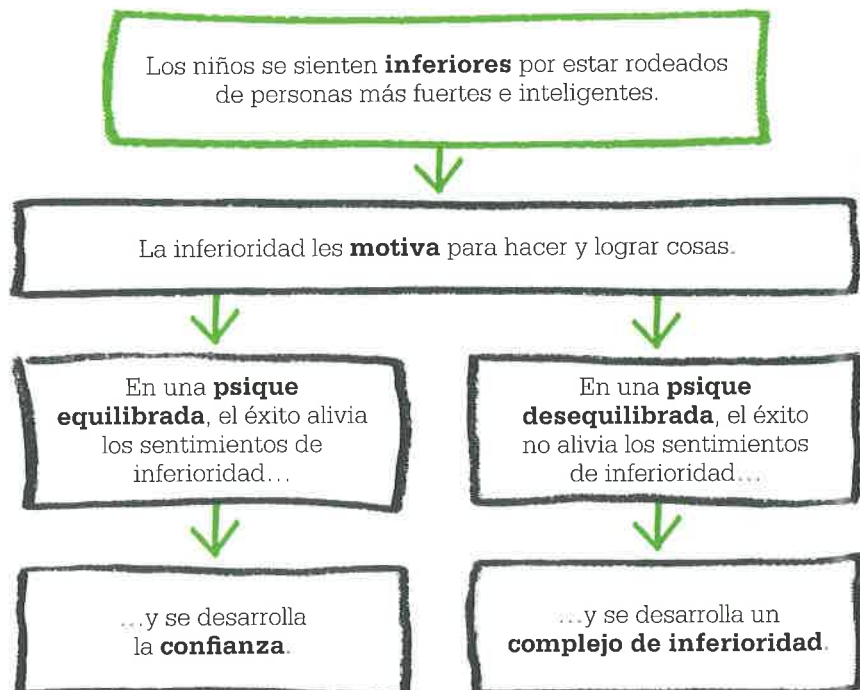 Los niños se sienten inferiores por estar rodeados
de personas más fuertes e inteligentes.
La inferioridad les motiva para hacer y lograr cosas.
En una psique
equilibrada, el éxito alivia
los sentimientos de
inferioridad…
En una psique
desequilibrada, el éxito
no alivia los sentimientos
de inferioridad…
…y se desarrolla
la confianza.
…y se desarrolla un
complejo de inferioridad.